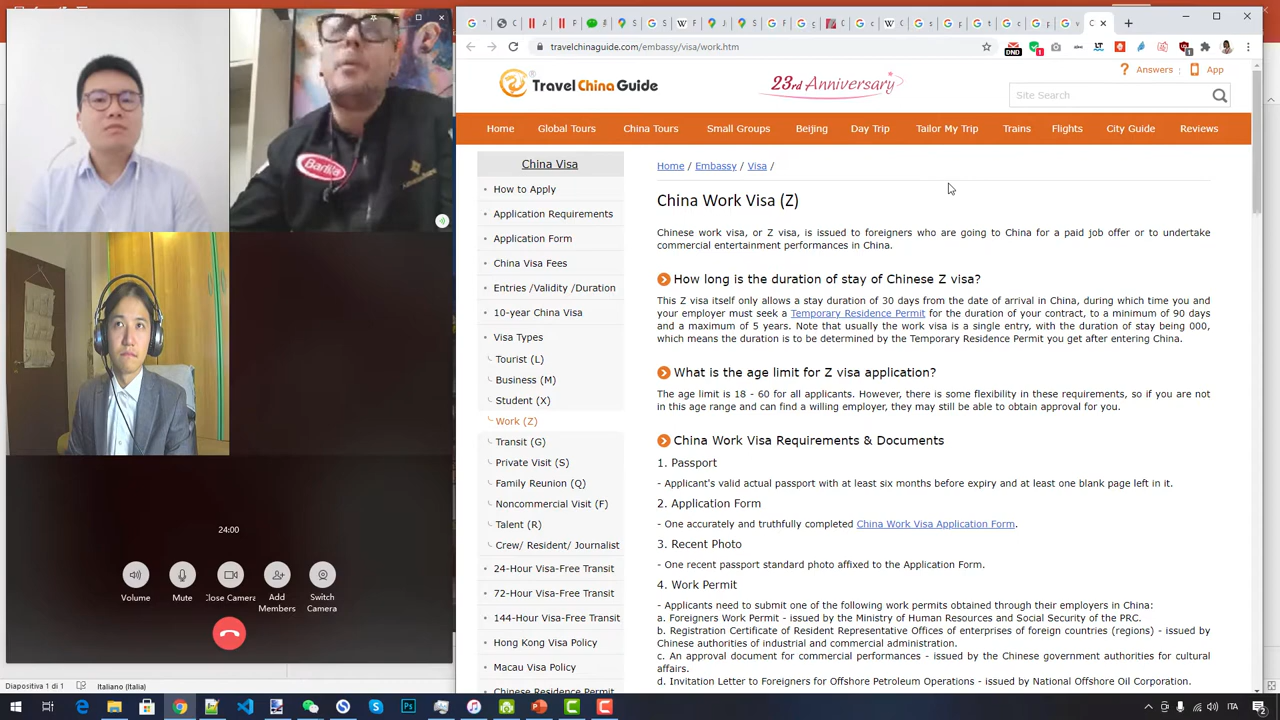 travelchinaguide.com/embassy/visa/work.htm
DND
Travel China Guide
23rd Anniversary
Answers
App
Site Search
Home
Global Tours
China Tours
Small Groups
Beijing
Day Trip
Tailor My Trip
Trains
Flights
City Guide
Reviews
China Visa
How to Apply
Application Requirements
Application Form
China Visa Fees
Entries /Validity /Duration
10-year China Visa
Visa Types
Tourist (L)
Business (M)
Student (X)
Work (Z)
Transit (G)
Private Visit (S)
Family Reunion (Q)
Noncommercial Visit (F)
Talent (R)
Crew/ Resident/ Journalist
24-Hour Visa-Free Transit
72-Hour Visa-Free Transit
144-Hour Visa-Free Transit
Hong Kong Visa Policy
Macau Visa Policy
Chinese Residence Permit
Home / Embassy / Visa /
China Work Visa (Z)
Chinese work visa, or Z visa, is issued to foreigners who are going to China for a paid job offer or to undertake
commercial entertainment performances in China.
How long is the duration of stay of Chinese Z visa?
This Z visa itself only allows a stay duration of 30 days from the date of arrival in China, during which time you and
your employer must seek a Temporary Residence Permit for the duration of your contract, to a minimum of 90 days
and a maximum of 5 years. Note that usually the work visa is a single entry, with the duration of stay being 000,
which means the duration is to be determined by the Temporary Residence Permit you get after entering China.
What is the age limit for Z visa application?
The age limit is 18 - 60 for all applicants. However, there is some flexibility in these requirements, so if you are not
in this age range and can find a willing employer, they may still be able to obtain approval for you.
China Work Visa Requirements & Documents
1. Passport
- Applicant's valid actual passport with at least six months before expiry and at least one blank page left in it.
2. Application Form
- One accurately and truthfully completed China Work Visa Application Form.
3. Recent Photo
- One recent passport standard photo affixed to the Application Form.
4. Work Permit
- Applicants need to submit one of the following work permits obtained through their employers in China:
a. Foreigners Work Permit - issued by the Ministry of Human Resources and Social Security of the PRC.
b. Registration Certificate of Resident Representative Offices of enterprises of foreign countries (regions) - issued by
Chinese authorities of industrial and commercial administration.
c. An approval document for commercial performances - issued by the Chinese government authorities for cultural
affairs.
d. Invitation Letter to Foreigners for Offshore Petroleum Operations - issued by National Offshore Oil Corporation.
Barilla
24:00
Volume
Mute
Close Camera
Add
Members
Switch
Camera
Diapositiva 1 di 1
Italiano (Italia)
ITA